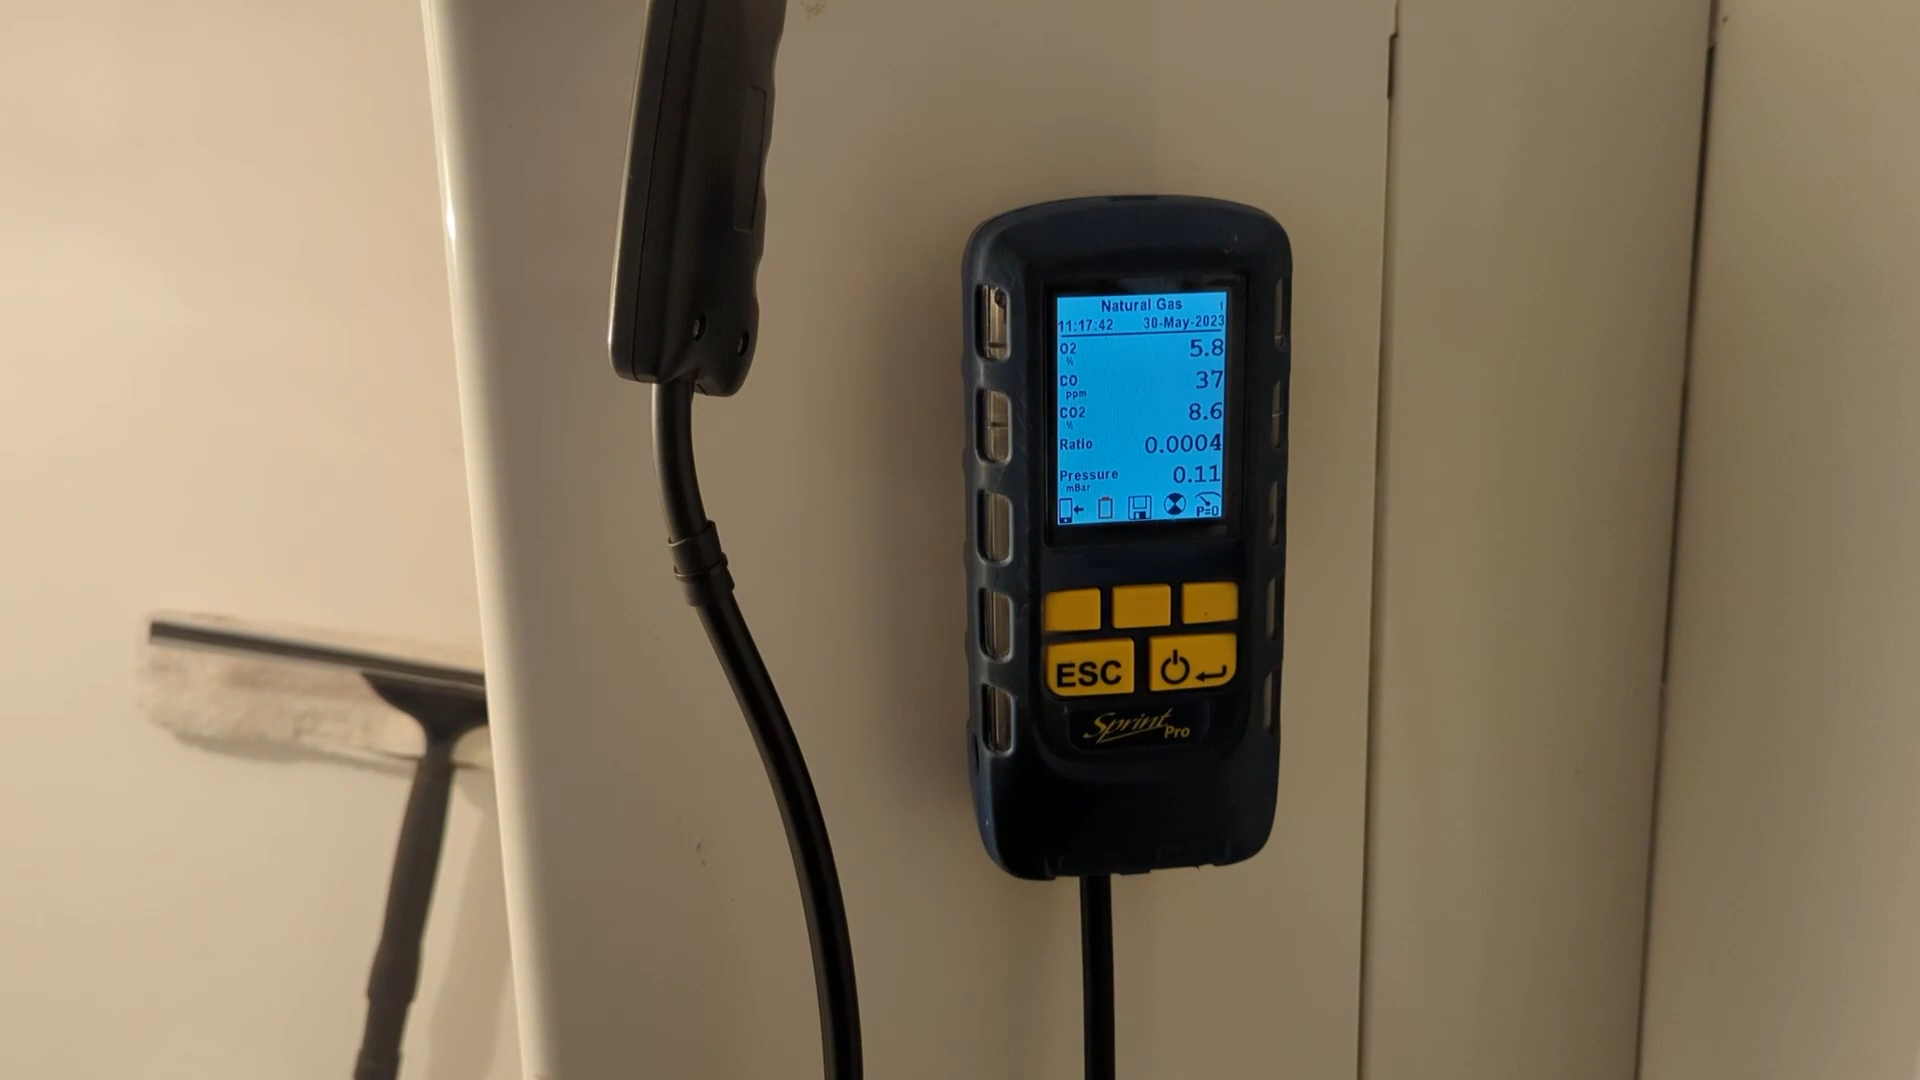 Natural Gas 1
11:17:42 30-May-2023
O2 5.8
%
CO 37
ppm
CO2 8.6
%
Ratio 0.0004
Pressure 0.11
mBar
P=0
ESC
Sprint Pro